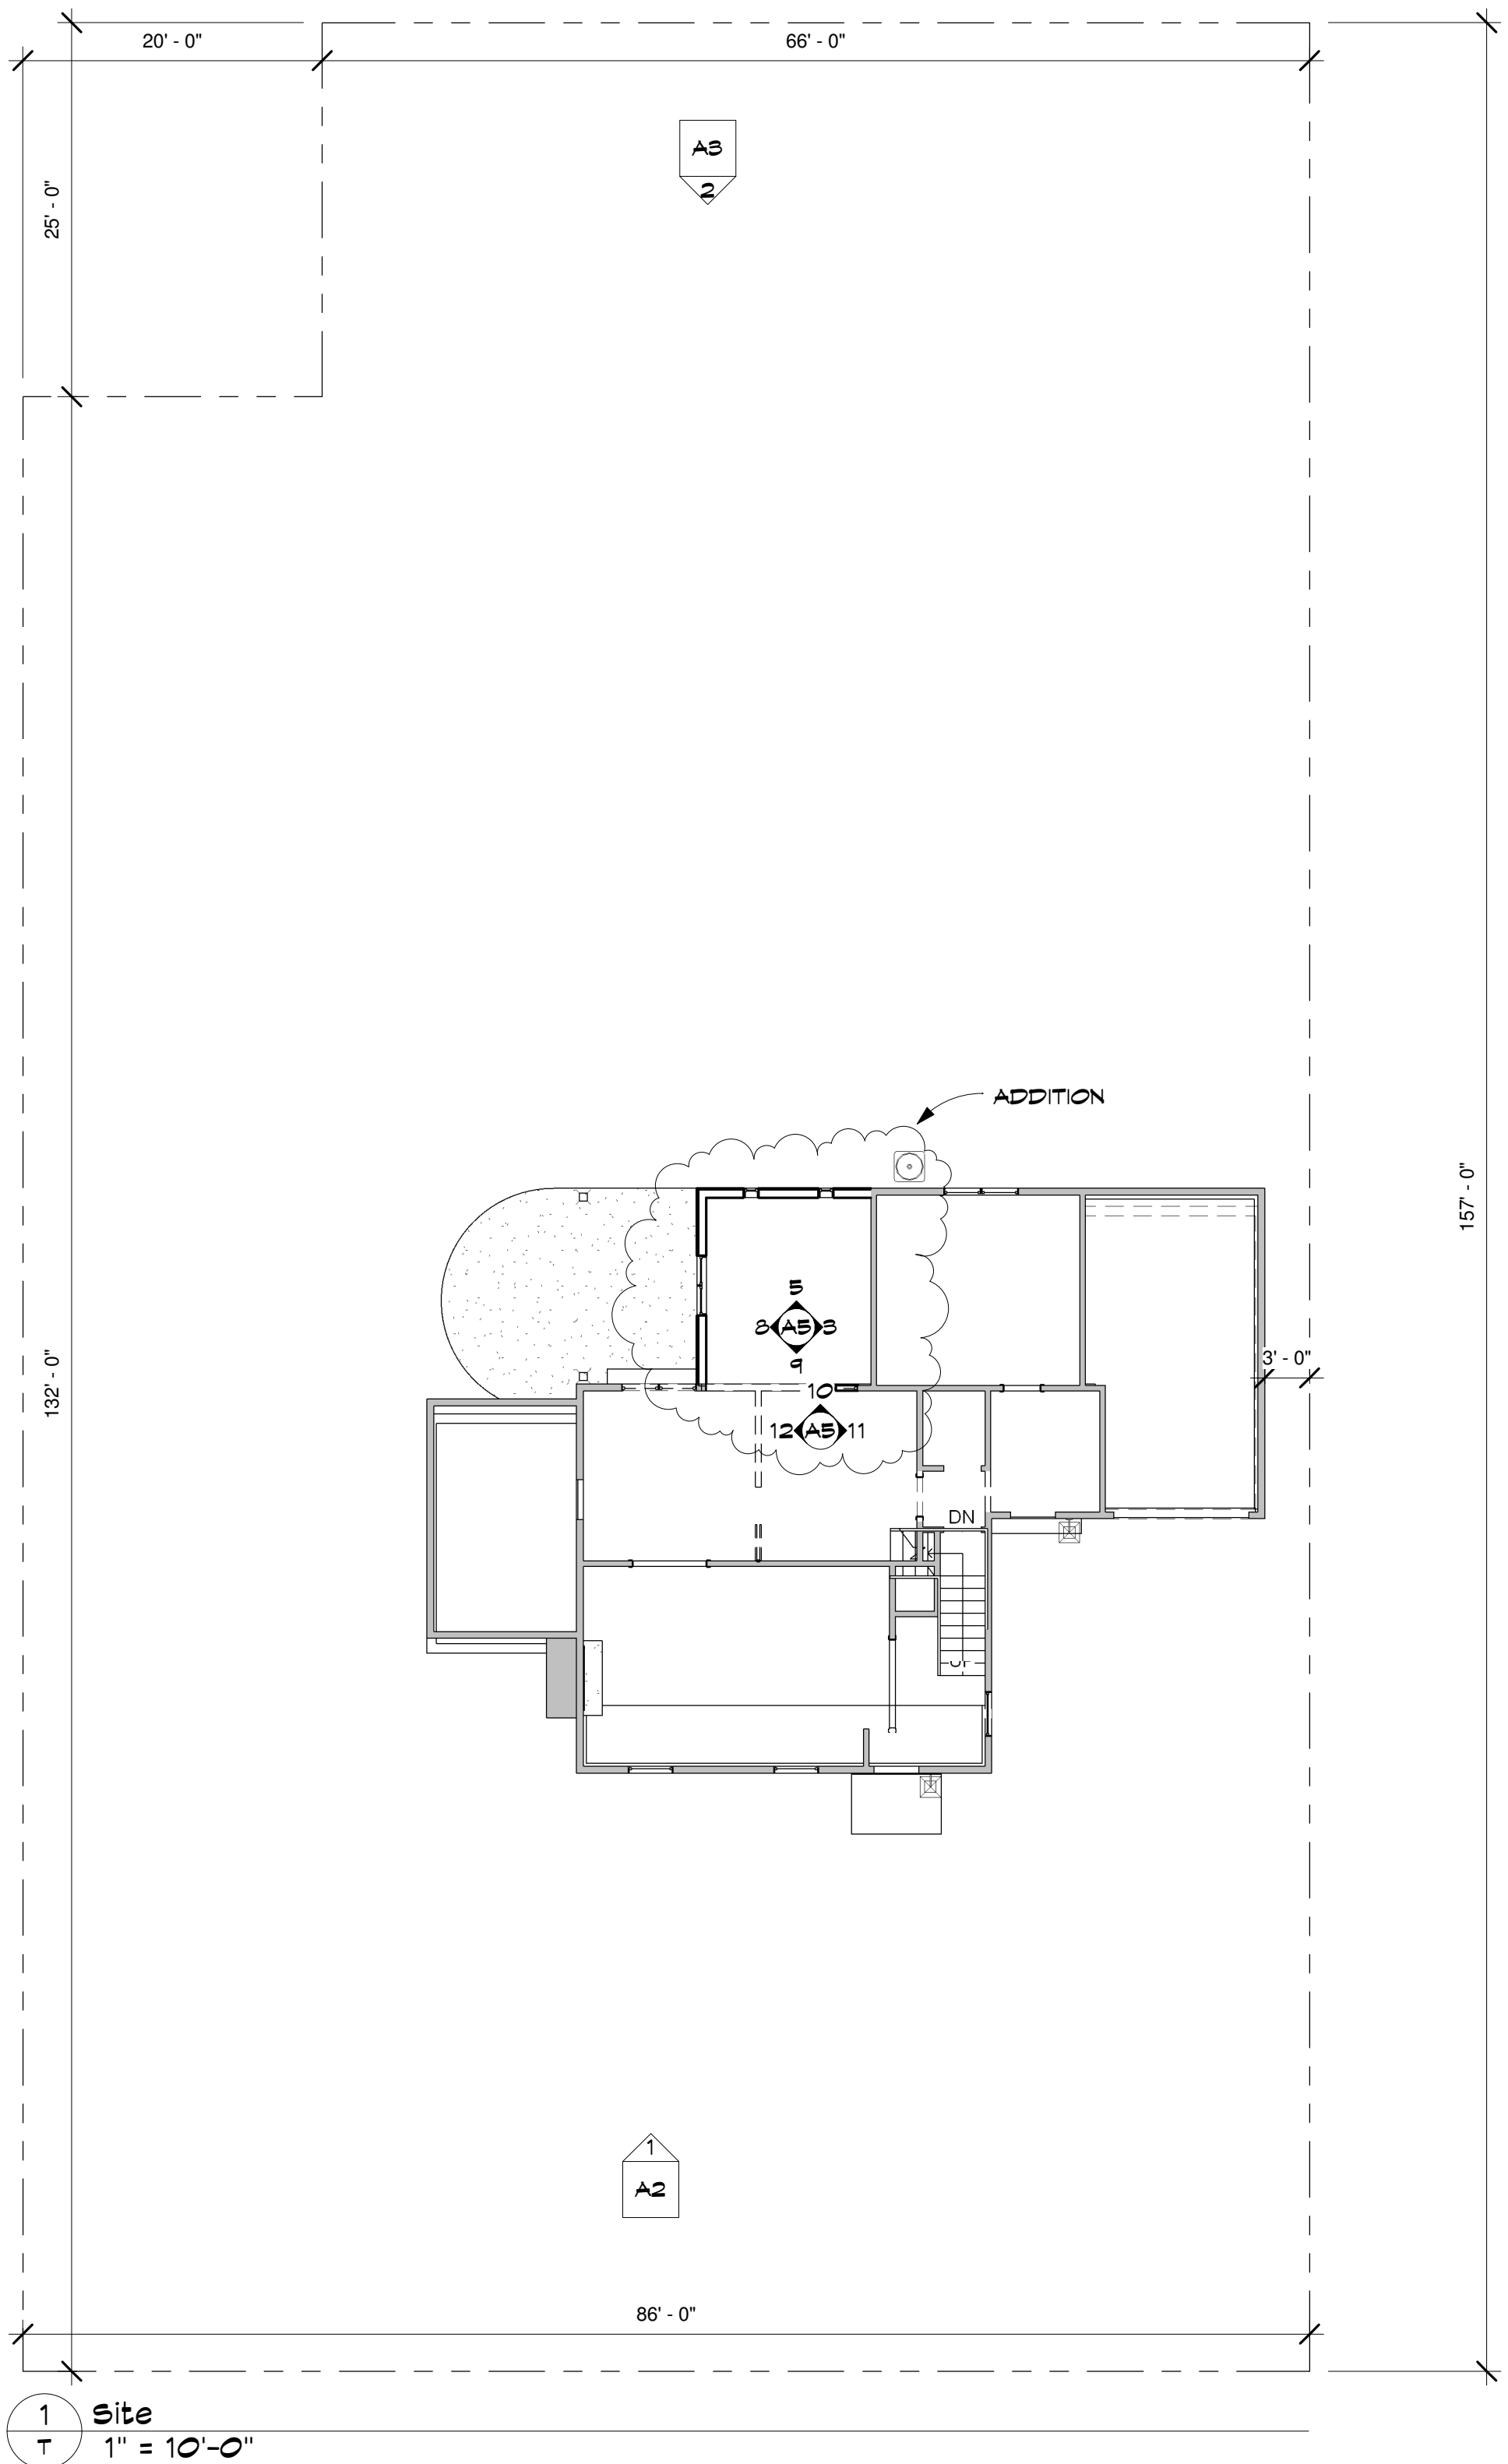 20' - 0"
66' - 0"
A3
2
25' - 0"
ADDITION
157' - 0"
5
8 A5 3
9
3' - 0"
132' - 0"
10
12 A5 11
DN
1
A2
86' - 0"
1 Site
T 1" = 10'-0"